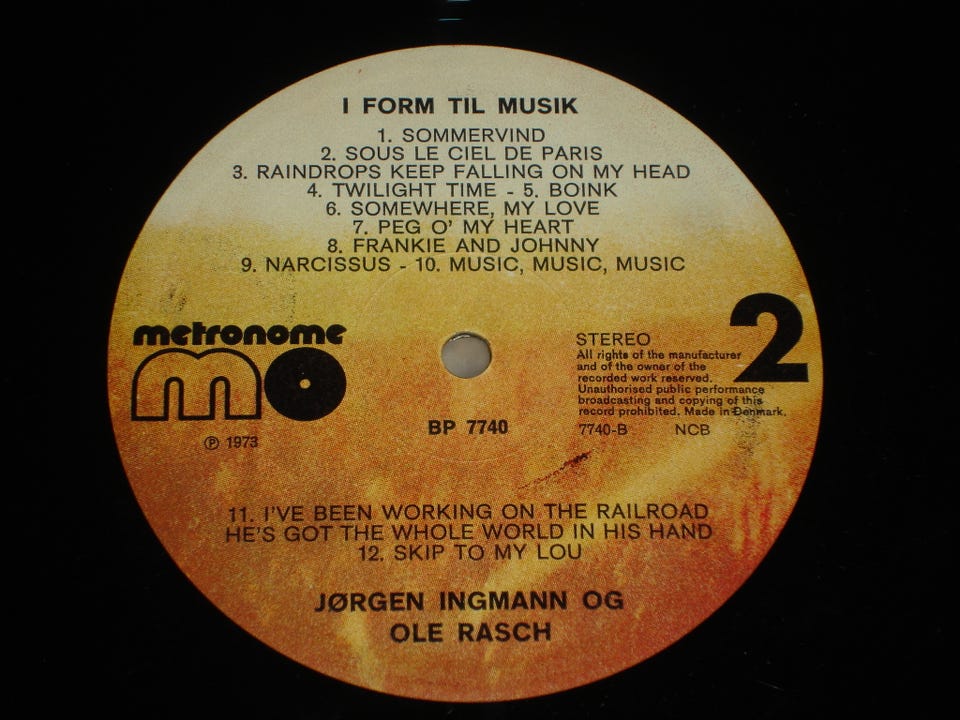 I FORM TIL MUSIK
1. SOMMERVIND
2. SOUS LE CIEL DE PARIS
3. RAINDROPS KEEP FALLING ON MY HEAD
4. TWILIGHT TIME - 5. BOINK
6. SOMEWHERE, MY LOVE
7. PEG O' MY HEART
8. FRANKIE AND JOHNNY
9. NARCISSUS - 10. MUSIC, MUSIC, MUSIC
metronome
mo
℗ 1973
BP 7740
2
STEREO
All rights of the manufacturer
and of the owner of the
recorded work reserved.
Unauthorised public performance
broadcasting and copying of this
record prohibited. Made in Denmark.
7740-B NCB
11. I'VE BEEN WORKING ON THE RAILROAD
HE'S GOT THE WHOLE WORLD IN HIS HAND
12. SKIP TO MY LOU
JØRGEN INGMANN OG
OLE RASCH